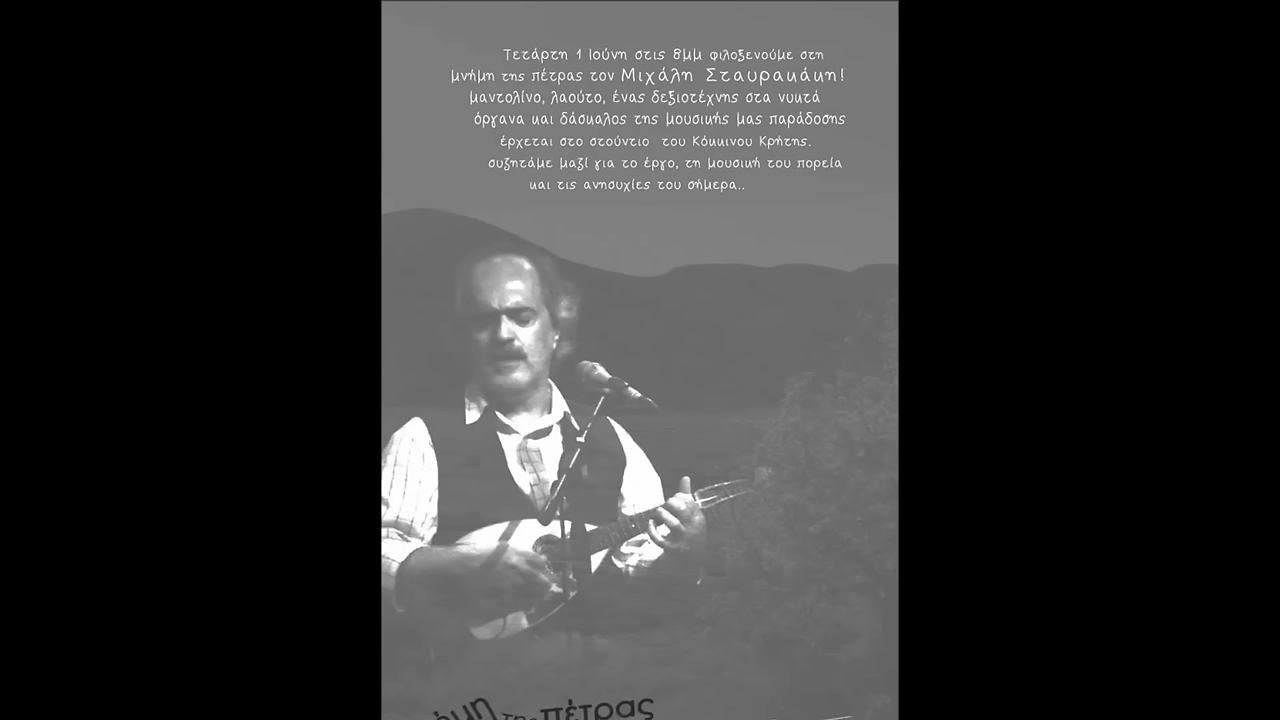 Τετάρτη 1 Ιούνη στις 8μμ φιλοξενούμε στη
μνήμη της πέτρας τον Μιχάλη Σταυρακάκη!
μαντολίνο, λαούτο, ένας δεξιοτέχνης στα νυκτά
όργανα και δάσκαλος της μουσικής μας παράδοσης
έρχεται στο στούντιο του Κόκκινου Κρήτης.
συζητάμε μαζί για το έργο, τη μουσική του πορεία
και τις ανησυχίες του σήμερα..
της πέτρας